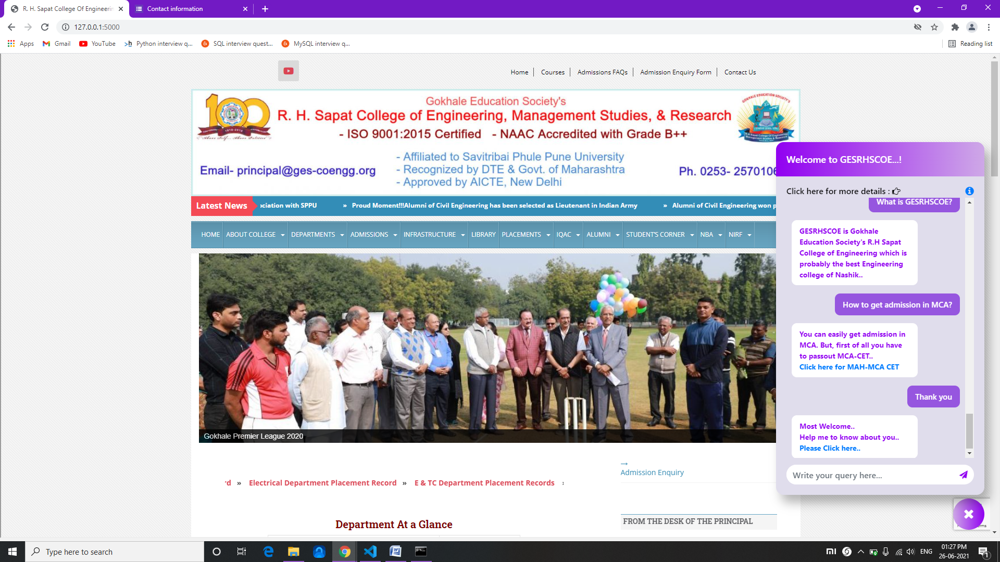 R. H. Sapat College Of Engineerin
Contact information
127.0.0.1:5000
Apps
Gmail
YouTube
Python interview q...
SQL interview quest...
MySQL interview q...
Reading list
Home
Courses
Admissions FAQs
Admission Enquiry Form
Contact Us
Gokhale Education Society's
R. H. Sapat College of Engineering, Management Studies, & Research
- ISO 9001:2015 Certified - NAAC Accredited with Grade B++
- Affiliated to Savitribai Phule Pune University
Email- principal@ges-coengg.org
- Recognized by DTE & Govt. of Maharashtra
Ph. 0253- 2570106
- Approved by AICTE, New Delhi
Latest News
ociation with SPPU
» Proud Moment!!!Alumni of Civil Engineering has been selected as Lieutenant in Indian Army
» Alumni of Civil Engineering won p
HOME
ABOUT COLLEGE
DEPARTMENTS
ADMISSIONS
INFRASTRUCTURE
LIBRARY
PLACEMENTS
IQAC
ALUMNI
STUDENT'S CORNER
NBA
NIRF
Gokhale Premier League 2020
rd » Electrical Department Placement Record » E & TC Department Placement Records
→
Admission Enquiry
Department At a Glance
FROM THE DESK OF THE PRINCIPAL
Welcome to GESRHSCOE...!
Click here for more details :
What is GESRHSCOE?
GESRHSCOE is Gokhale
Education Society's R.H Sapat
College of Engineering which is
probably the best Engineering
college of Nashik..
How to get admission in MCA?
You can easily get admission in
MCA. But, first of all you have
to passout MCA-CET..
Click here for MAH-MCA CET
Thank you
Most Welcome..
Help me to know about you..
Please Click here..
Write your query here...
Type here to search
ENG
01:27 PM
26-06-2021
1